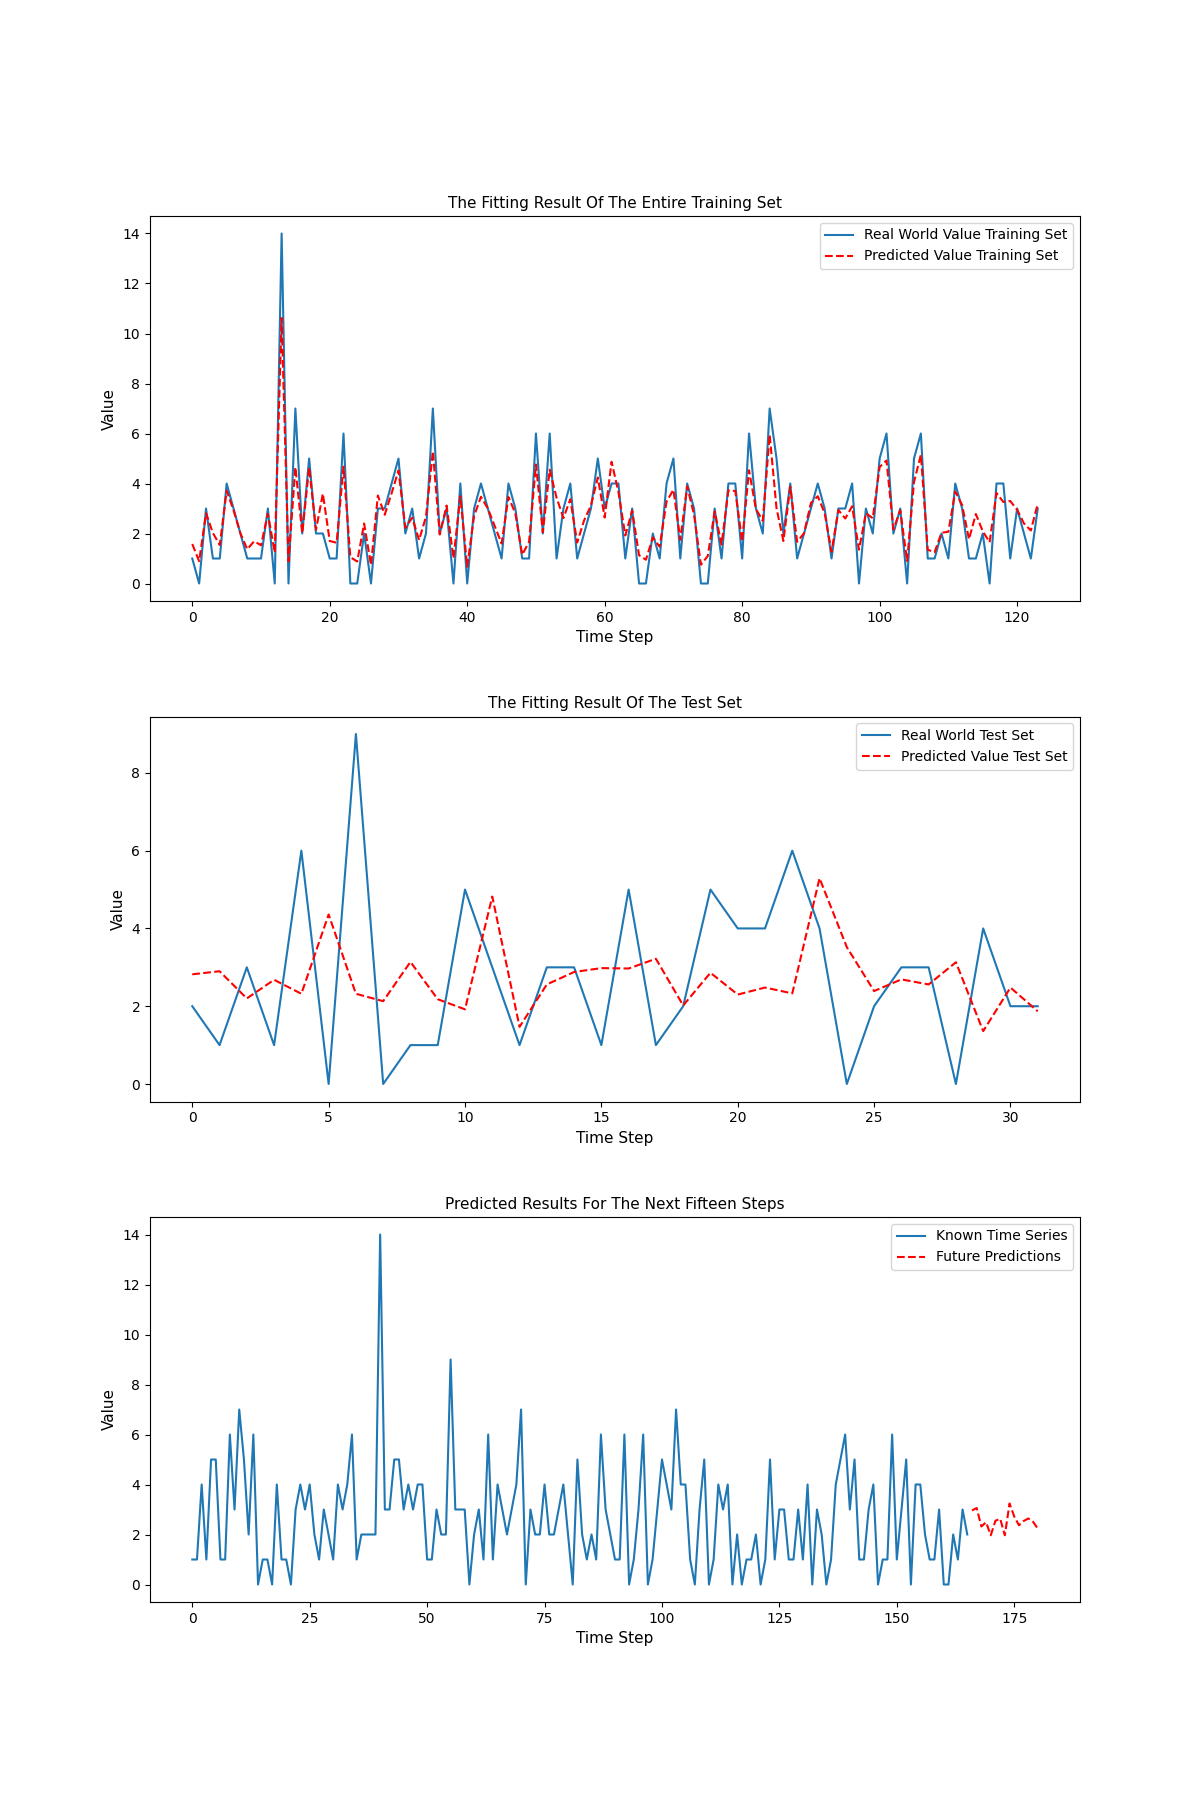 The Fitting Result Of The Entire Training Set
Real World Value Training Set
Predicted Value Training Set
Value
14
12
10
8
6
4
2
0
0 20 40 60 80 100 120
Time Step
The Fitting Result Of The Test Set
Real World Test Set
Predicted Value Test Set
Value
8
6
4
2
0
0 5 10 15 20 25 30
Time Step
Predicted Results For The Next Fifteen Steps
Known Time Series
Future Predictions
Value
14
12
10
8
6
4
2
0
0 25 50 75 100 125 150 175
Time Step